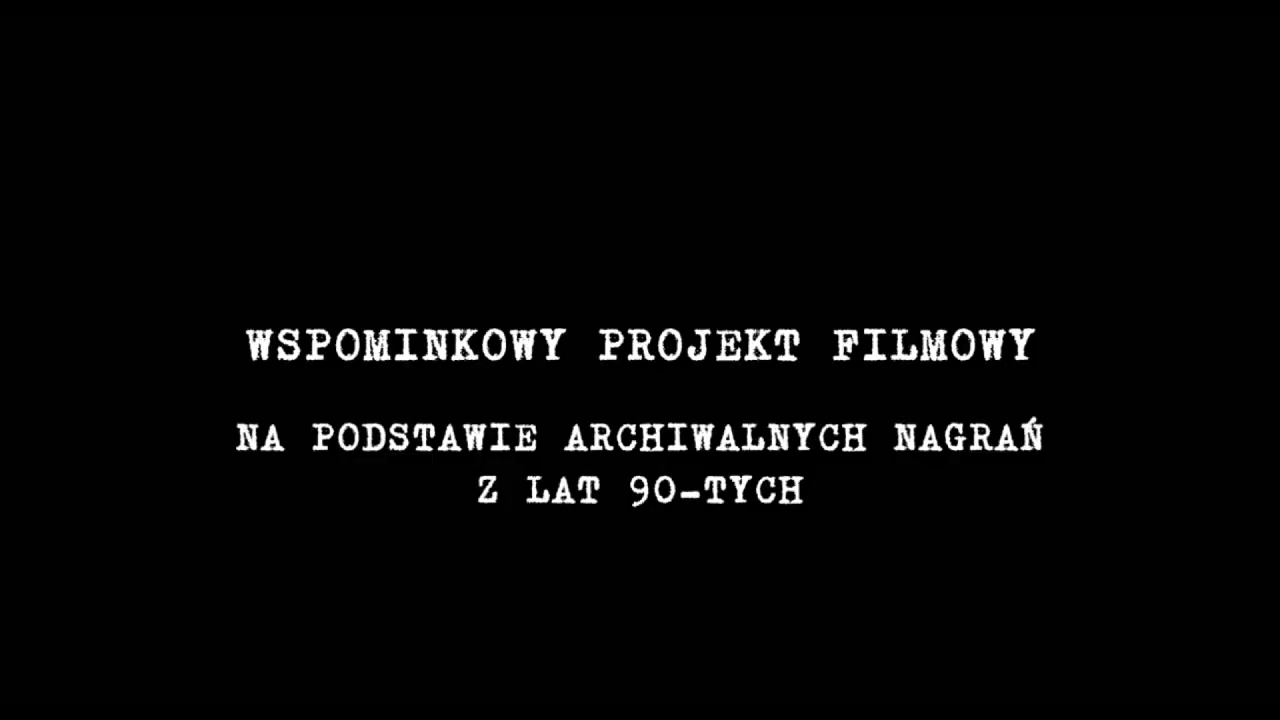 WSPOMINKOWY PROJEKT FILMOWY
NA PODSTAWIE ARCHIWALNYCH NAGRAŃ
Z LAT 90-TYCH